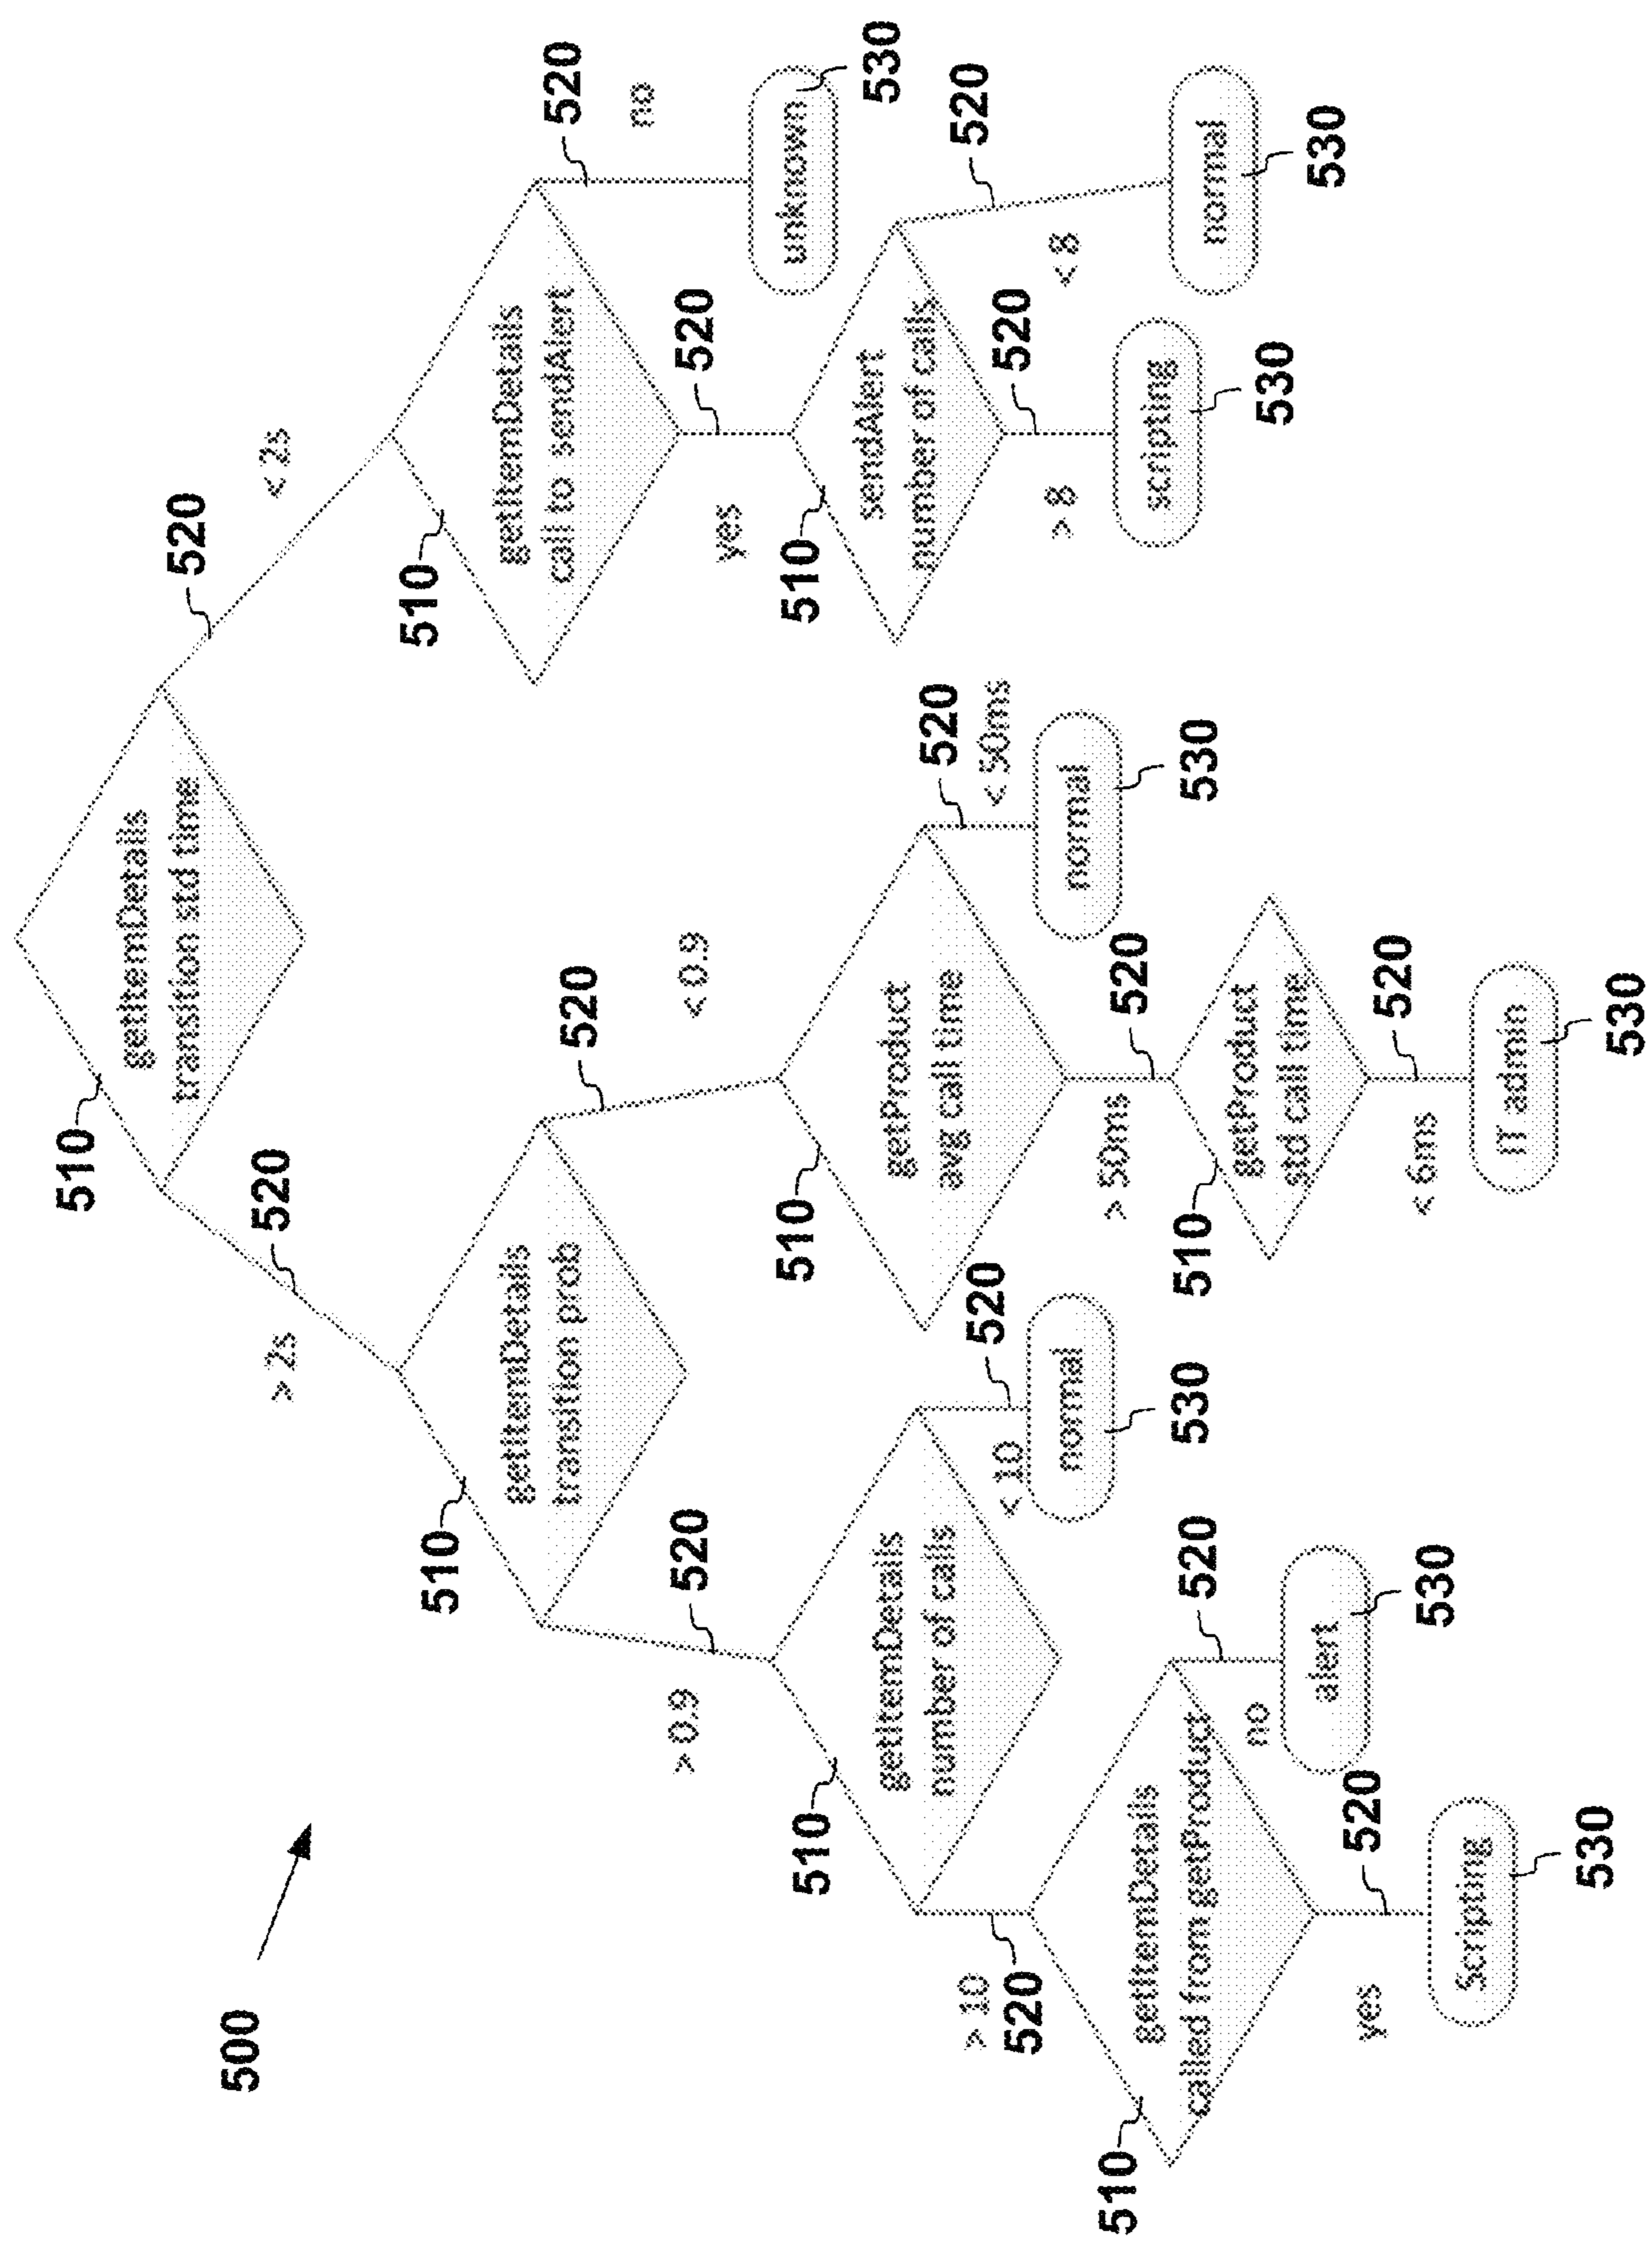 500
510
getItemDetails
transition std time
520
520
> 2s
< 2s
510
getItemDetails
transition prob
510
getItemDetails
call to sendAlert
520
no
unknown
530
520
520
> 0.9
< 0.9
520
yes
510
getItemDetails
number of calls
510
getProduct
avg call time
510
sendAlert
number of calls
> 10
520
520
< 10
normal
530
520
< 50ms
normal
530
520
> 8
scripting
530
520
< 8
normal
530
510
getItemDetails
called from getProduct
520
no
alert
530
> 50ms
520
510
getProduct
std call time
yes
520
Scripting
530
< 6ms
520
IT admin
530